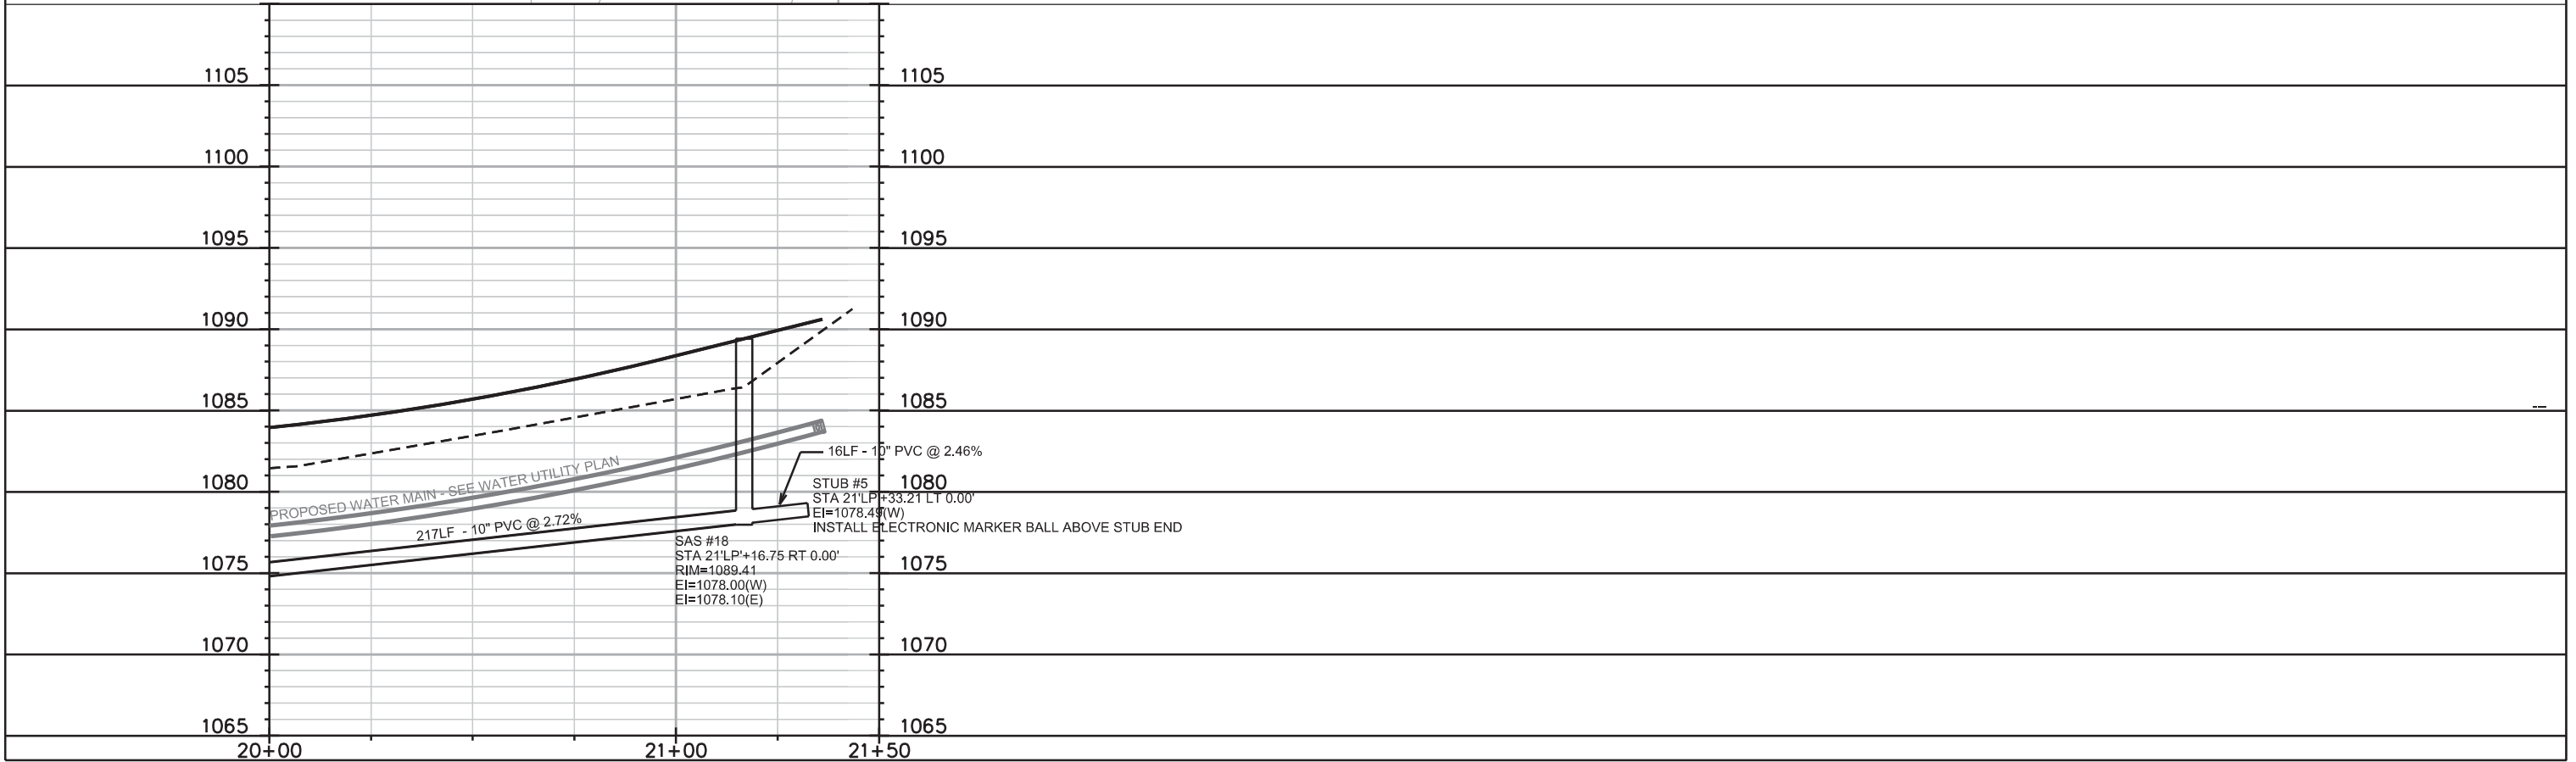 1105 1105
1100 1100
1095 1095
1090 1090
1085 1085
16LF - 10" PVC @ 2.46%
PROPOSED WATER MAIN - SEE WATER UTILITY PLAN
1080 1080
STUB #5
STA 21'LP'+33.21 LT 0.00'
EI=1078.49(W)
INSTALL ELECTRONIC MARKER BALL ABOVE STUB END
217LF - 10" PVC @ 2.72%
SAS #18
STA 21'LP'+16.75 RT 0.00'
RIM=1089.41
EI=1078.00(W)
EI=1078.10(E)
1075 1075
1070 1070
1065 1065
20+00 21+00 21+50